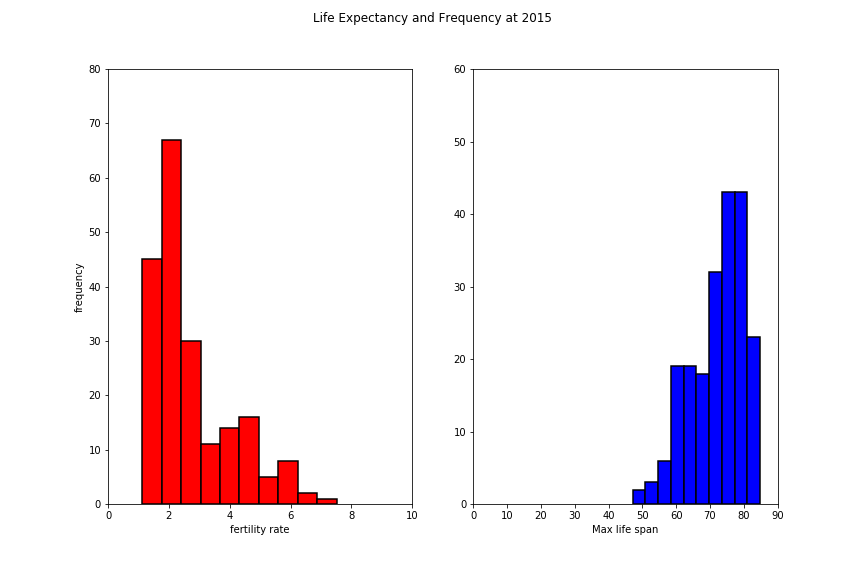 Life Expectancy and Frequency at 2015
80
70
60
50
40
30
20
10
0
frequency
0 2 4 6 8 10
fertility rate
60
50
40
30
20
10
0
0 10 20 30 40 50 60 70 80 90
Max life span